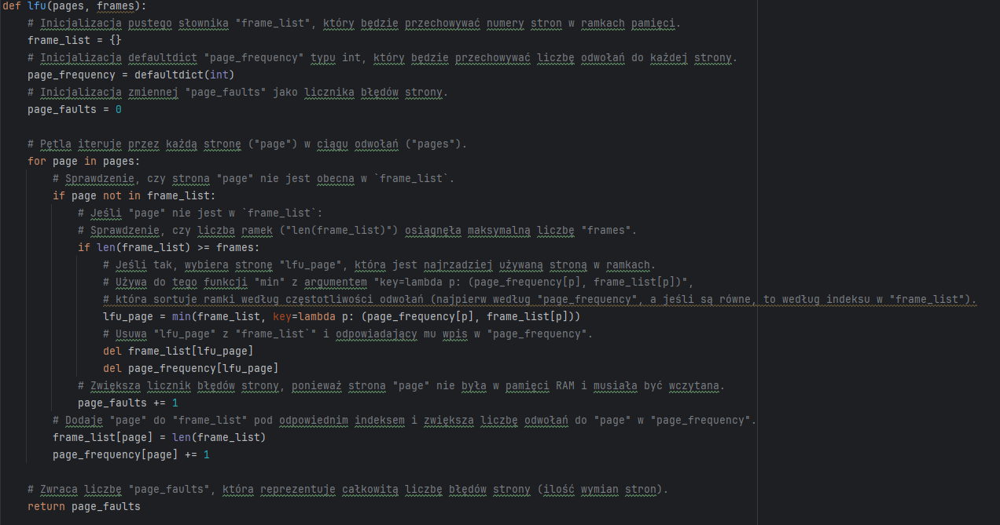 def lfu(pages, frames):
    # Inicjalizacja pustego słownika "frame_list", który będzie przechowywać numery stron w ramkach pamięci.
    frame_list = {}
    # Inicjalizacja defaultdict "page_frequency" typu int, który będzie przechowywać liczbę odwołań do każdej strony.
    page_frequency = defaultdict(int)
    # Inicjalizacja zmiennej "page_faults" jako licznika błędów strony.
    page_faults = 0
    # Pętla iteruje przez każdą stronę ("page") w ciągu odwołań ("pages").
    for page in pages:
        # Sprawdzenie, czy strona "page" nie jest obecna w `frame_list`.
        if page not in frame_list:
            # Jeśli "page" nie jest w `frame_list`:
            # Sprawdzenie, czy liczba ramek ("len(frame_list)") osiągnęła maksymalną liczbę "frames".
            if len(frame_list) >= frames:
                # Jeśli tak, wybiera stronę "lfu_page", która jest najrzadziej używaną stroną w ramkach.
                # Używa do tego funkcji "min" z argumentem "key=lambda p: (page_frequency[p], frame_list[p])",
                # która sortuje ramki według częstotliwości odwołań (najpierw według "page_frequency", a jeśli są równe, to według indeksu w "frame_list").
                lfu_page = min(frame_list, key=lambda p: (page_frequency[p], frame_list[p]))
                # Usuwa "lfu_page" z "frame_list`" i odpowiadający mu wpis w "page_frequency".
                del frame_list[lfu_page]
                del page_frequency[lfu_page]
            # Zwiększa licznik błędów strony, ponieważ strona "page" nie była w pamięci RAM i musiała być wczytana.
            page_faults += 1
        # Dodaje "page" do "frame_list" pod odpowiednim indeksem i zwiększa liczbę odwołań do "page" w "page_frequency".
        frame_list[page] = len(frame_list)
        page_frequency[page] += 1
    # Zwraca liczbę "page_faults", która reprezentuje całkowitą liczbę błędów strony (ilość wymian stron).
    return page_faults